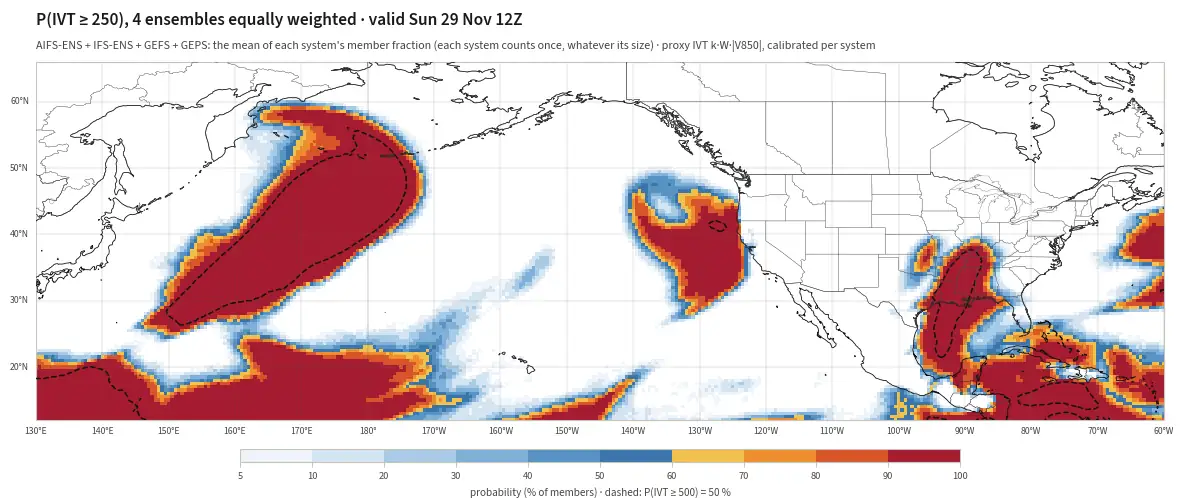 P(IVT ≥ 250), 4 ensembles equally weighted · valid Sun 29 Nov 12Z
AIFS-ENS + IFS-ENS + GEFS + GEPS: the mean of each system's member fraction (each system counts once, whatever its size) · proxy IVT k·W·|V850|, calibrated per system
60°N
50°N
40°N
30°N
20°N
130°E 140°E 150°E 160°E 170°E 180° 170°W 160°W 150°W 140°W 130°W 120°W 110°W 100°W 90°W 80°W 70°W 60°W
5 10 20 30 40 50 60 70 80 90 100
probability (% of members) · dashed: P(IVT ≥ 500) = 50 %